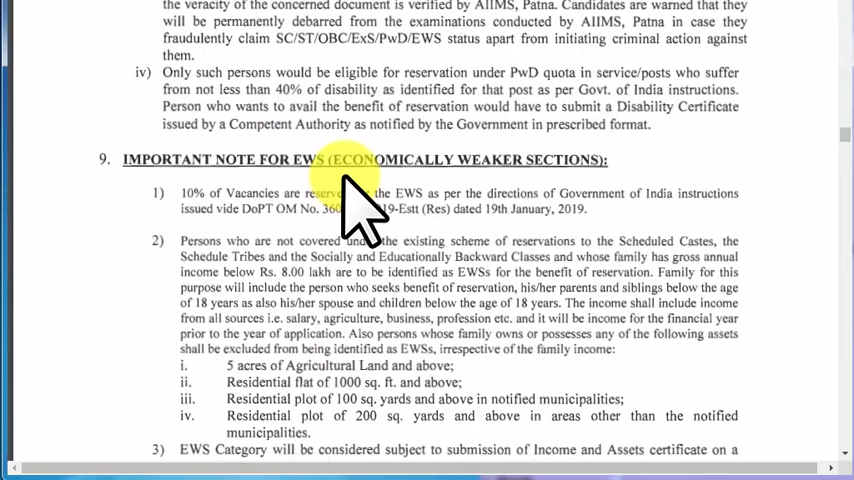 the veracity of the concerned document is verified by AIIMS, Patna. Candidates are warned that they
will be permanently debarred from the examinations conducted by AIIMS, Patna in case they
fraudulently claim SC/ST/OBC/ExS/PwD/EWS status apart from initiating criminal action against
them.
iv) Only such persons would be eligible for reservation under PwD quota in service/posts who suffer
from not less than 40% of disability as identified for that post as per Govt. of India instructions.
Person who wants to avail the benefit of reservation would have to submit a Disability Certificate
issued by a Competent Authority as notified by the Government in prescribed format.
9. IMPORTANT NOTE FOR EWS (ECONOMICALLY WEAKER SECTIONS):
1) 10% of Vacancies are the EWS as per the directions of Government of India instructions
issued vide DoPT OM No. dated 19th January, 2019.
2) Persons who are not covered the existing scheme of reservations to the Scheduled Castes, the
Schedule Tribes and the Socially and Educationally Backward Classes and whose family has gross annual
income below Rs. 8.00 lakh are to be identified as EWSs for the benefit of reservation. Family for this
purpose will include the person who seeks benefit of reservation, his/her parents and siblings below the age
of 18 years as also his/her spouse and children below the age of 18 years. The income shall include income
from all sources i.e. salary, agriculture, business, profession etc. and it will be income for the financial year
prior to the year of application. Also persons whose family owns or possesses any of the following assets
shall be excluded from being identified as EWSs, irrespective of the family income:
i. 5 acres of Agricultural Land and above;
ii. Residential flat of 1000 sq. ft. and above;
iii. Residential plot of 100 sq. yards and above in notified municipalities;
iv. Residential plot of 200 sq. yards and above in areas other than the notified
municipalities.
3) EWS Category will be considered subject to submission of Income and Assets certificate on a